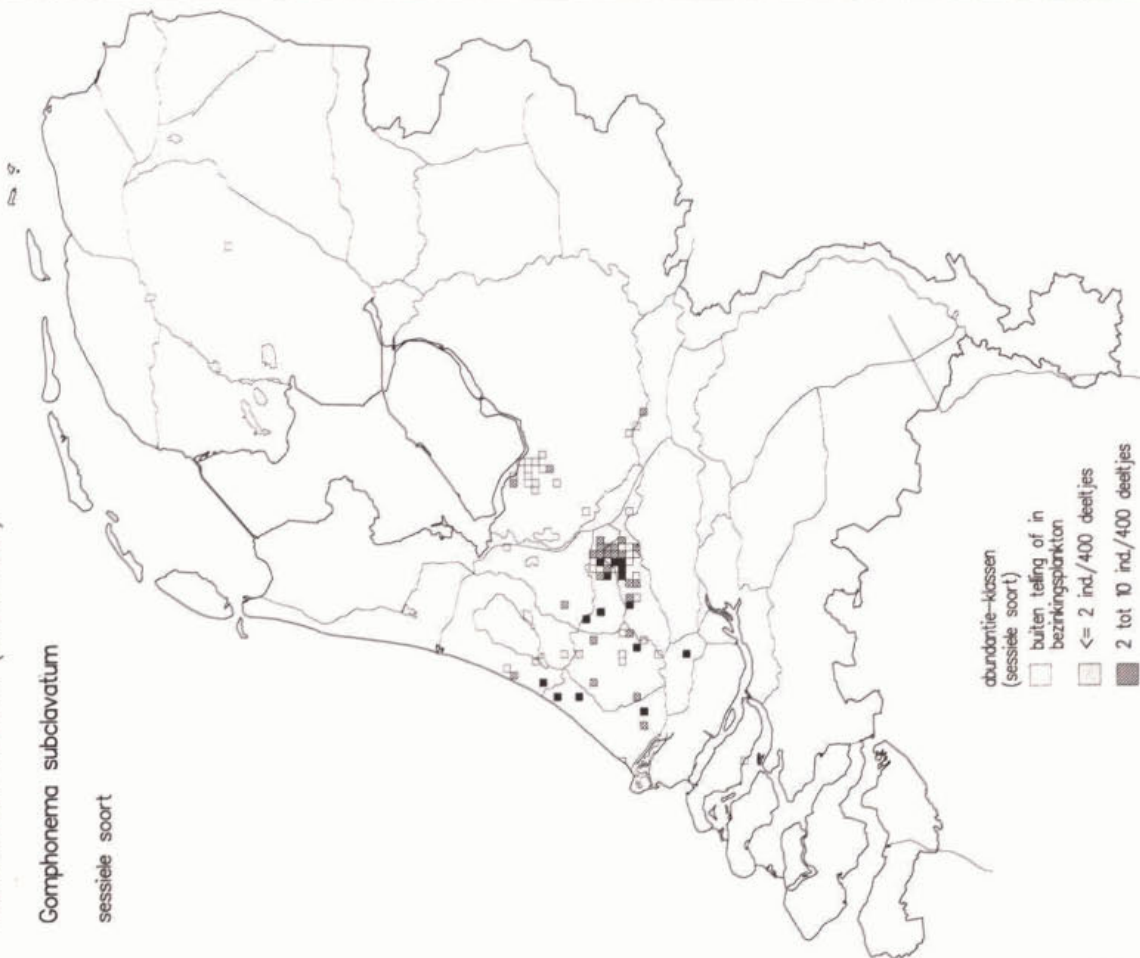 Gomphonema subclavatum
sessiele soort
abundantie-klassen
(sessiele soort)
buiten telling of in
bezinkingsplankton
<= 2 ind./400 deeltjes
2 tot 10 ind./400 deeltjes